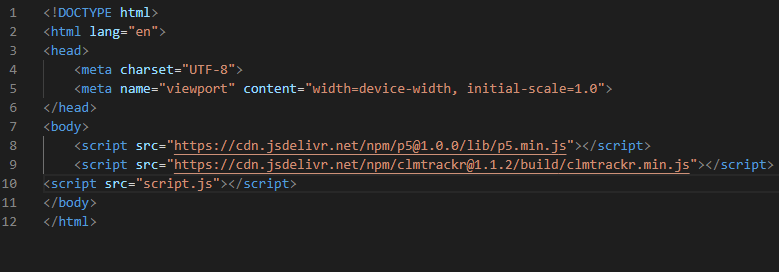 1 <!DOCTYPE html>
2 <html lang="en">
3 <head>
4     <meta charset="UTF-8">
5     <meta name="viewport" content="width=device-width, initial-scale=1.0">
6 </head>
7 <body>
8     <script src="https://cdn.jsdelivr.net/npm/p5@1.0.0/lib/p5.min.js"></script>
9     <script src="https://cdn.jsdelivr.net/npm/clmtrackr@1.1.2/build/clmtrackr.min.js"></script>
10 <script src="script.js"></script>
11 </body>
12 </html>